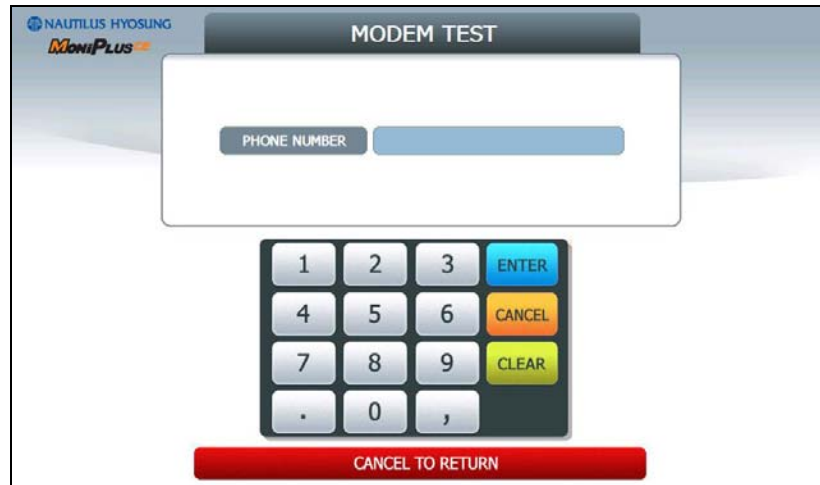 NAUTILUS HYOSUNG
MoniPlusCE
MODEM TEST
PHONE NUMBER
1 2 3 ENTER
4 5 6 CANCEL
7 8 9 CLEAR
. 0 ,
CANCEL TO RETURN